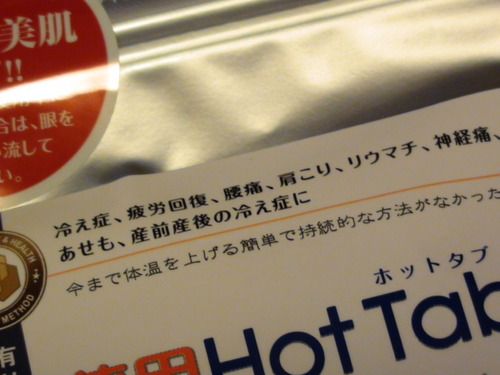 美肌
!!
合は、眼を
流して
い。
冷え症、疲労回復、腰痛、肩こり、リウマチ、神経痛、
あせも、産前産後の冷え症に
今まで体温を上げる簡単で持続的な方法がなかった
& HEALTH
METHOD
ホットタブ
薬用Hot Tab
有